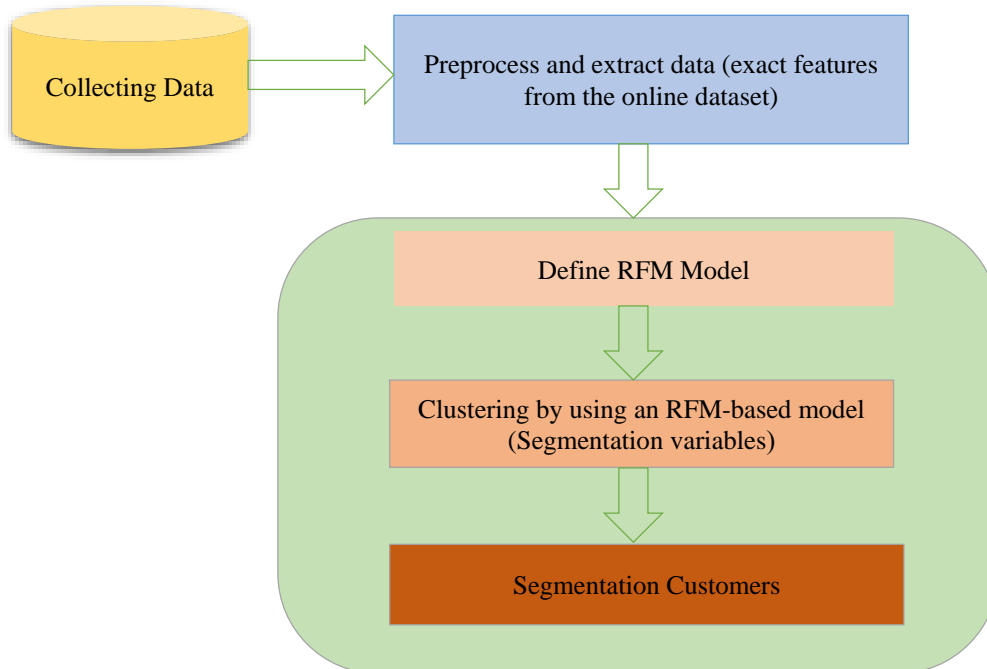 Collecting Data
Preprocess and extract data (exact features
from the online dataset)
Define RFM Model
Clustering by using an RFM-based model
(Segmentation variables)
Segmentation Customers